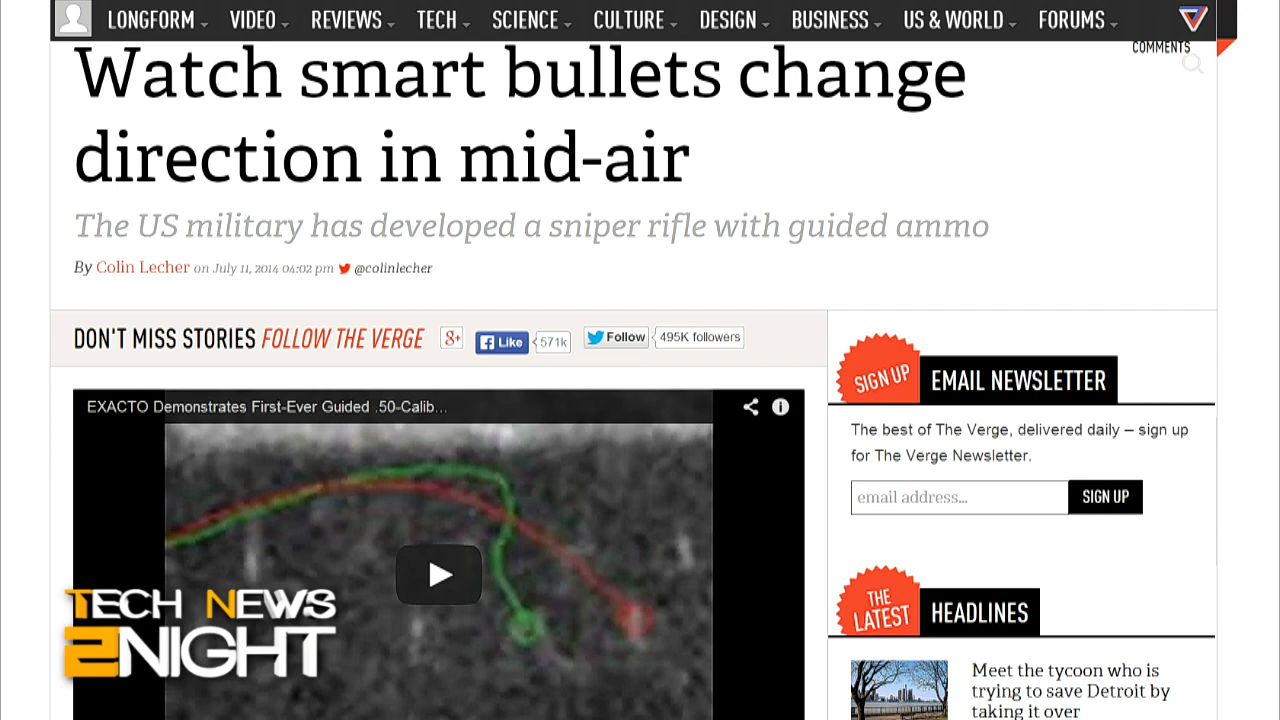 LONGFORM VIDEO REVIEWS TECH SCIENCE CULTURE DESIGN BUSINESS US & WORLD FORUMS
COMMENTS
Watch smart bullets change
direction in mid-air
The US military has developed a sniper rifle with guided ammo
By Colin Lecher on July 11, 2014 04:02 pm @colinlecher
DON'T MISS STORIES FOLLOW THE VERGE 8+ Like 571k Follow 495K followers
EXACTO Demonstrates First-Ever Guided .50-Calib...
SIGN UP EMAIL NEWSLETTER
The best of The Verge, delivered daily – sign up
for The Verge Newsletter.
email address... SIGN UP
THE
LATEST
HEADLINES
Meet the tycoon who is
trying to save Detroit by
taking it over
TECH NEWS
2NIGHT